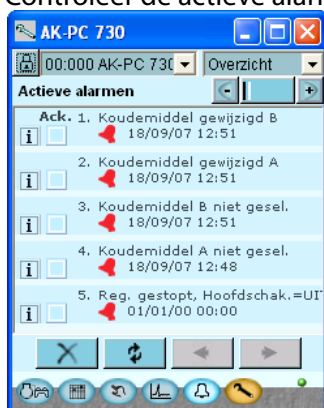 Controleer de actieve alar
AK-PC 730
00:000 AK-PC 730 Overzicht
Actieve alarmen
Ack. 1. Koudemiddel gewijzigd B
i 18/09/07 12:51
2. Koudemiddel gewijzigd A
i 18/09/07 12:51
3. Koudemiddel B niet gesel.
i 18/09/07 12:51
4. Koudemiddel A niet gesel.
i 18/09/07 12:48
5. Reg. gestopt, Hoofdschak.=UI
i 01/01/00 00:00